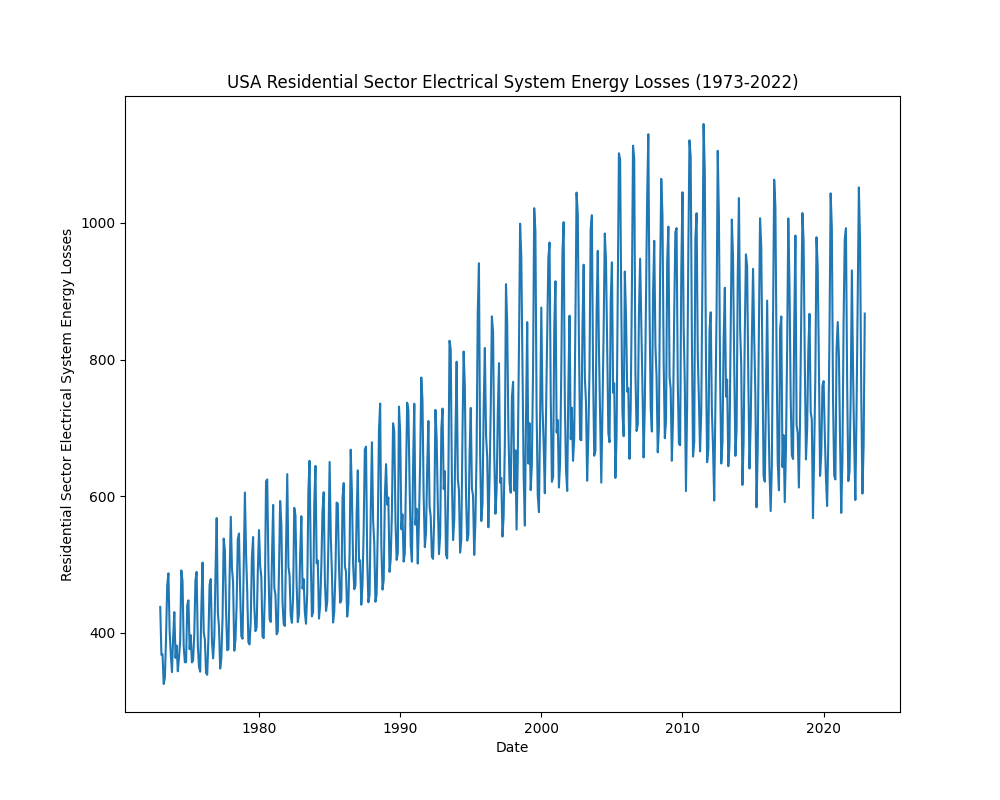 USA Residential Sector Electrical System Energy Losses (1973-2022)
Residential Sector Electrical System Energy Losses
1000
800
600
400
1980 1990 2000 2010 2020
Date